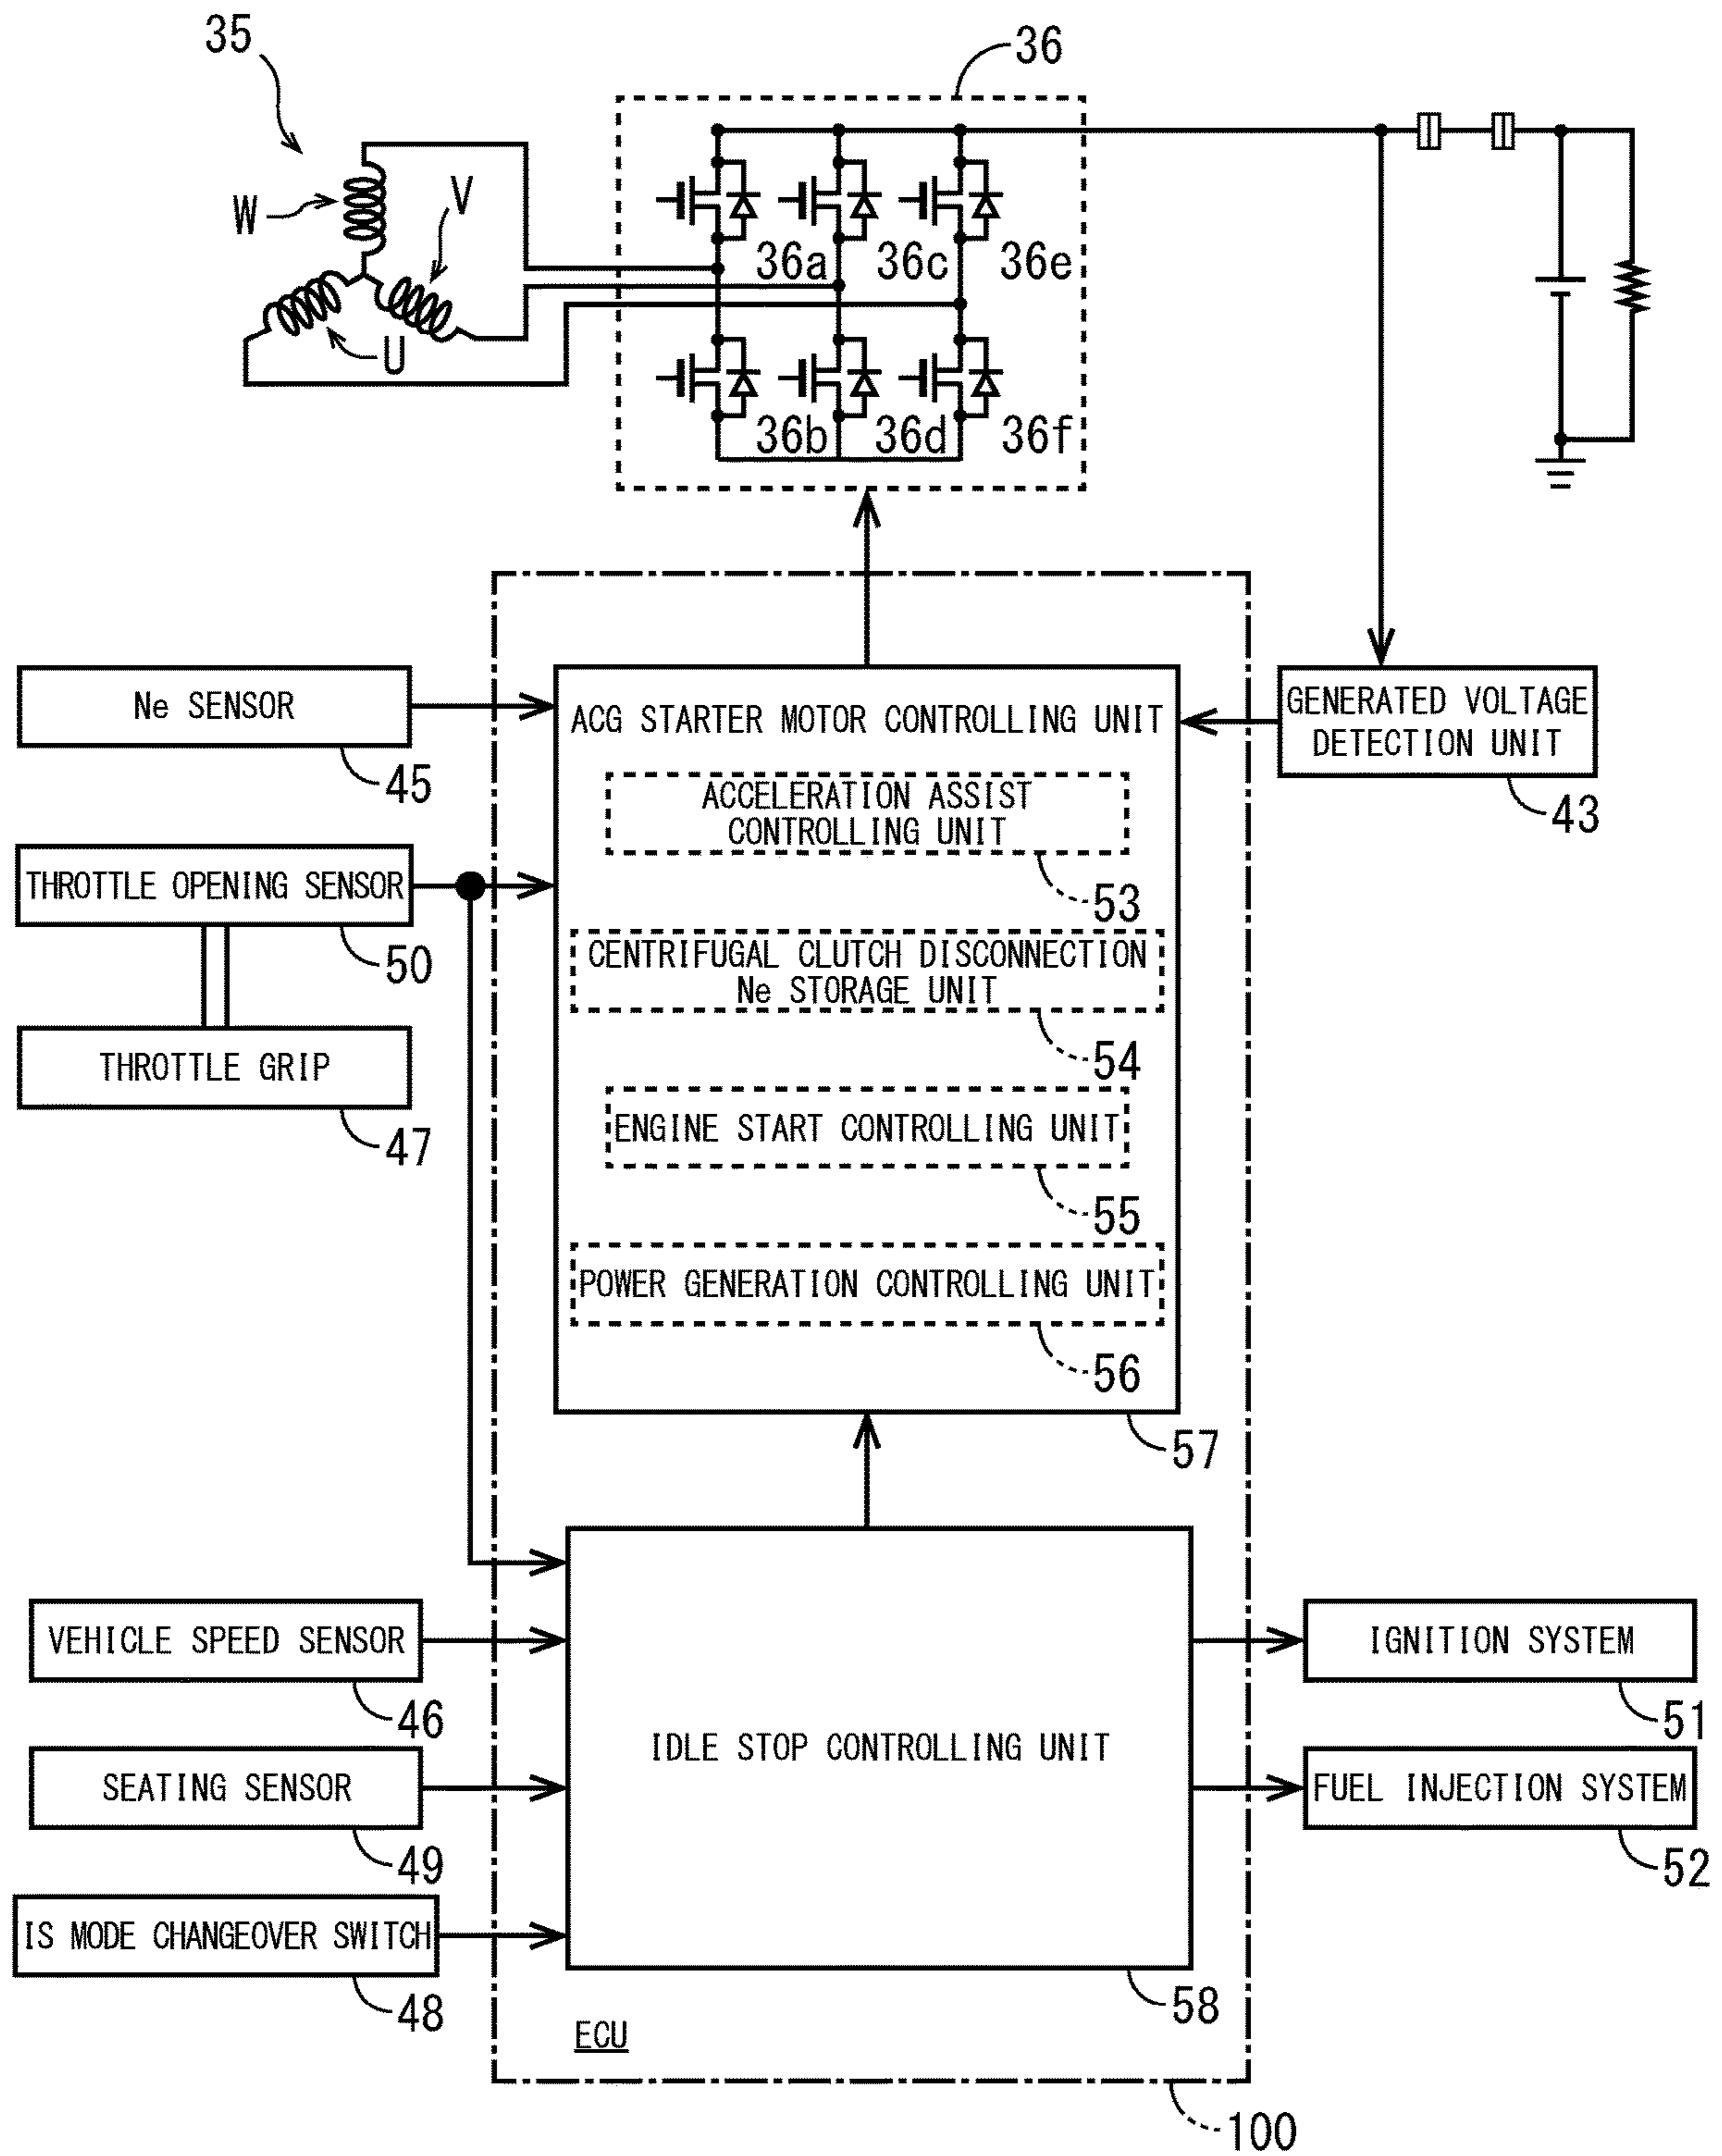 35
36
W
V
U
36a
36c
36e
36b
36d
36f
Ne SENSOR
45
ACG STARTER MOTOR CONTROLLING UNIT
GENERATED VOLTAGE
DETECTION UNIT
43
ACCELERATION ASSIST
CONTROLLING UNIT
53
THROTTLE OPENING SENSOR
50
CENTRIFUGAL CLUTCH DISCONNECTION
Ne STORAGE UNIT
54
THROTTLE GRIP
47
ENGINE START CONTROLLING UNIT
55
POWER GENERATION CONTROLLING UNIT
56
57
VEHICLE SPEED SENSOR
46
IGNITION SYSTEM
51
IDLE STOP CONTROLLING UNIT
SEATING SENSOR
49
FUEL INJECTION SYSTEM
52
IS MODE CHANGEOVER SWITCH
48
58
ECU
100